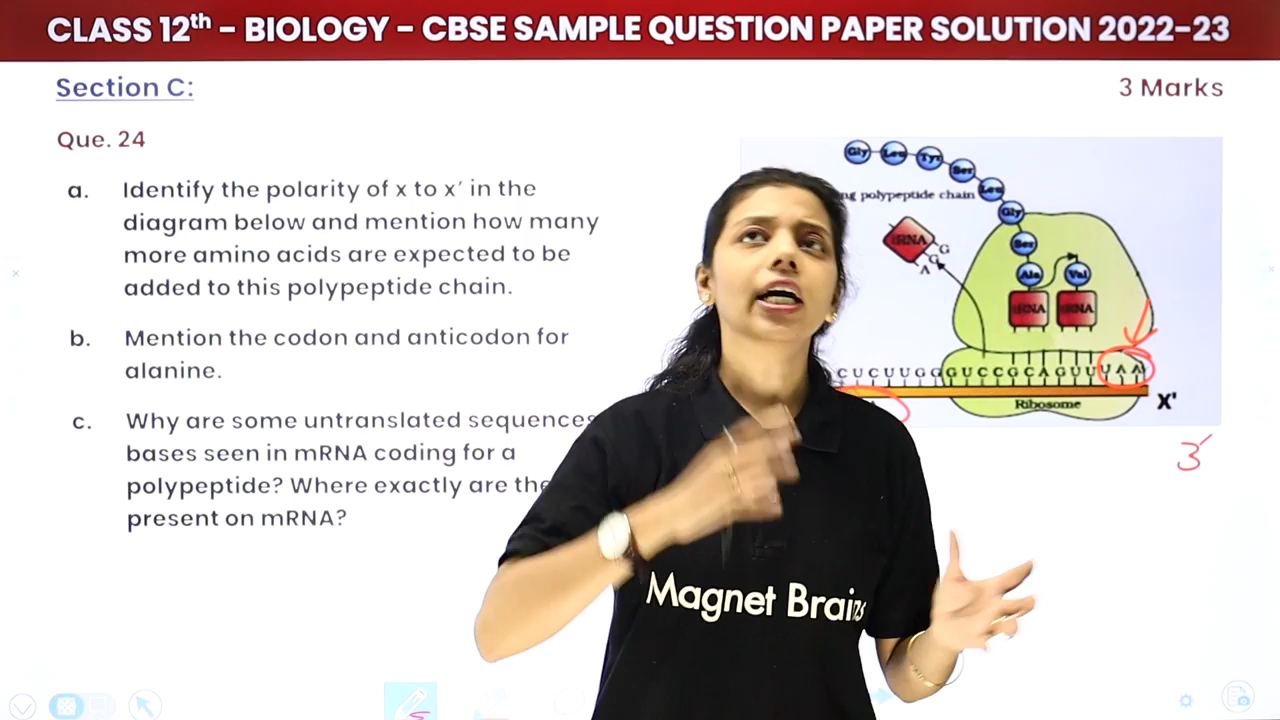 CLASS 12th – BIOLOGY – CBSE SAMPLE QUESTION PAPER SOLUTION 2022-23
Section C:
3 Marks
Que. 24
a. Identify the polarity of x to x′ in the
diagram below and mention how many
more amino acids are expected to be
added to this polypeptide chain.
b. Mention the codon and anticodon for
alanine.
c. Why are some untranslated sequences
bases seen in mRNA coding for a
polypeptide? Where exactly are the
present on mRNA?
Gly Leu Tyr Ser Leu Gly Ser Ala Val
polypeptide chain
tRNA
G
G
A
tRNA tRNA
C U C U U G G G U C C G C A G U U U A A
Ribosome
X'
3′
Magnet Brains